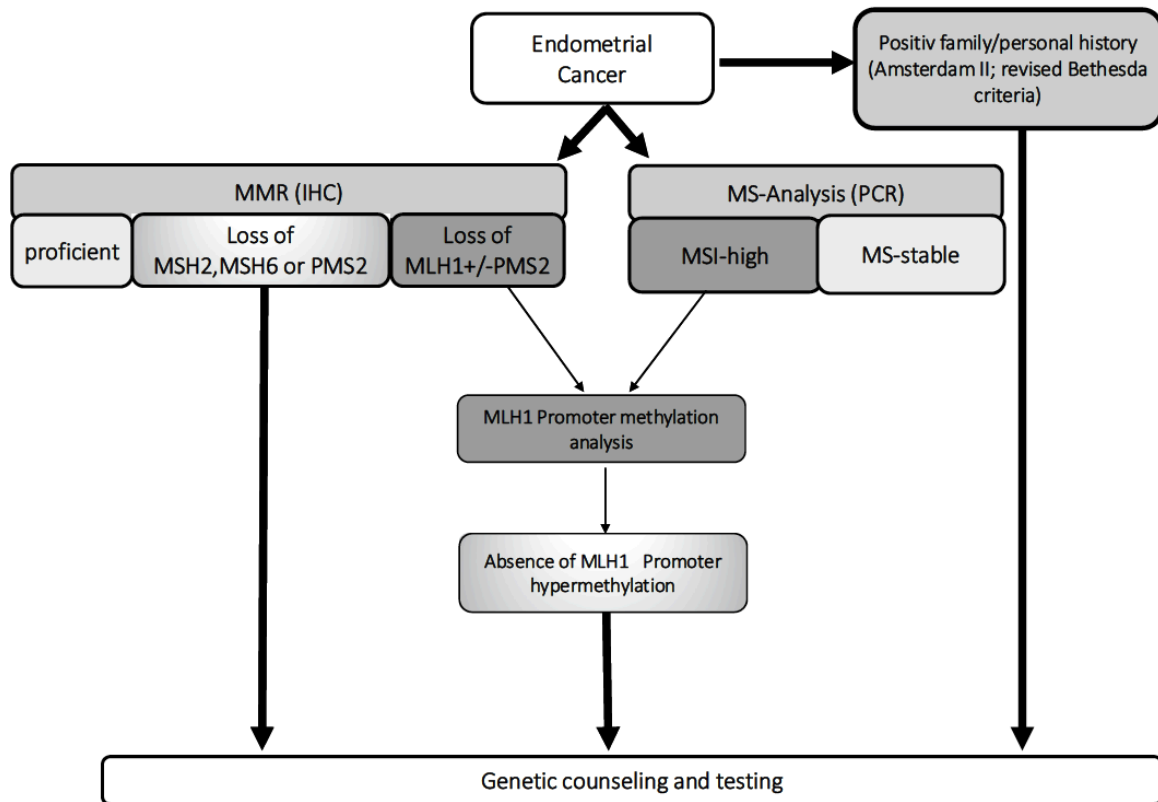 Endometrial
Cancer
Positiv family/personal history
(Amsterdam II; revised Bethesda
criteria)
MMR (IHC)
proficient
Loss of
MSH2,MSH6 or PMS2
Loss of
MLH1+/-PMS2
MS-Analysis (PCR)
MSI-high
MS-stable
MLH1 Promoter methylation
analysis
Absence of MLH1 Promoter
hypermethylation
Genetic counseling and testing